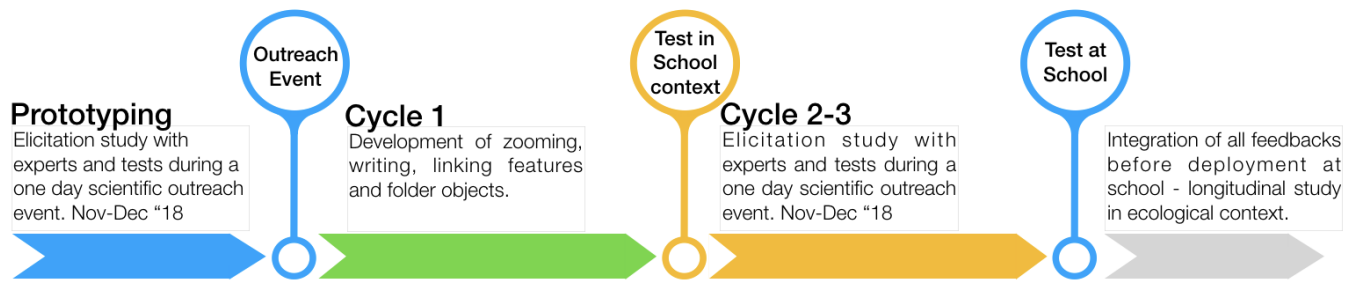 Outreach
Event
Test in
School
context
Test at
School
Prototyping
Elicitation study with
experts and tests during a
one day scientific outreach
event. Nov-Dec “18
Cycle 1
Development of zooming,
writing, linking features
and folder objects.
Cycle 2-3
Elicitation study with
experts and tests during a
one day scientific outreach
event. Nov-Dec “18
Integration of all feedbacks
before deployment at
school - longitudinal study
in ecological context.